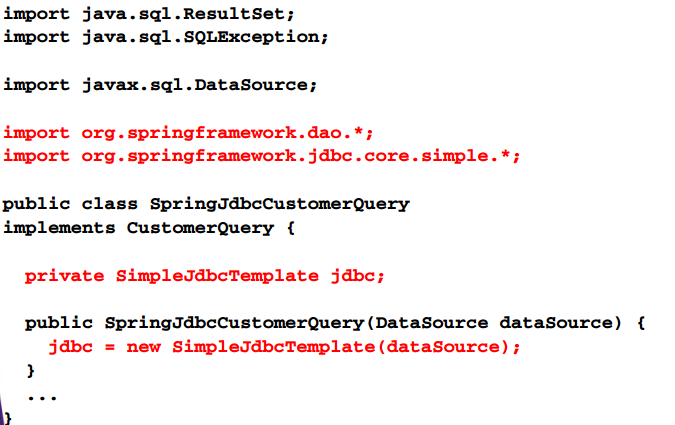 import java.sql.ResultSet;
import java.sql.SQLException;
import javax.sql.DataSource;
import org.springframework.dao.*;
import org.springframework.jdbc.core.simple.*;
public class SpringJdbcCustomerQuery
implements CustomerQuery {
private SimpleJdbcTemplate jdbc;
public SpringJdbcCustomerQuery(DataSource dataSource) {
jdbc = new SimpleJdbcTemplate(dataSource);
}
...
}